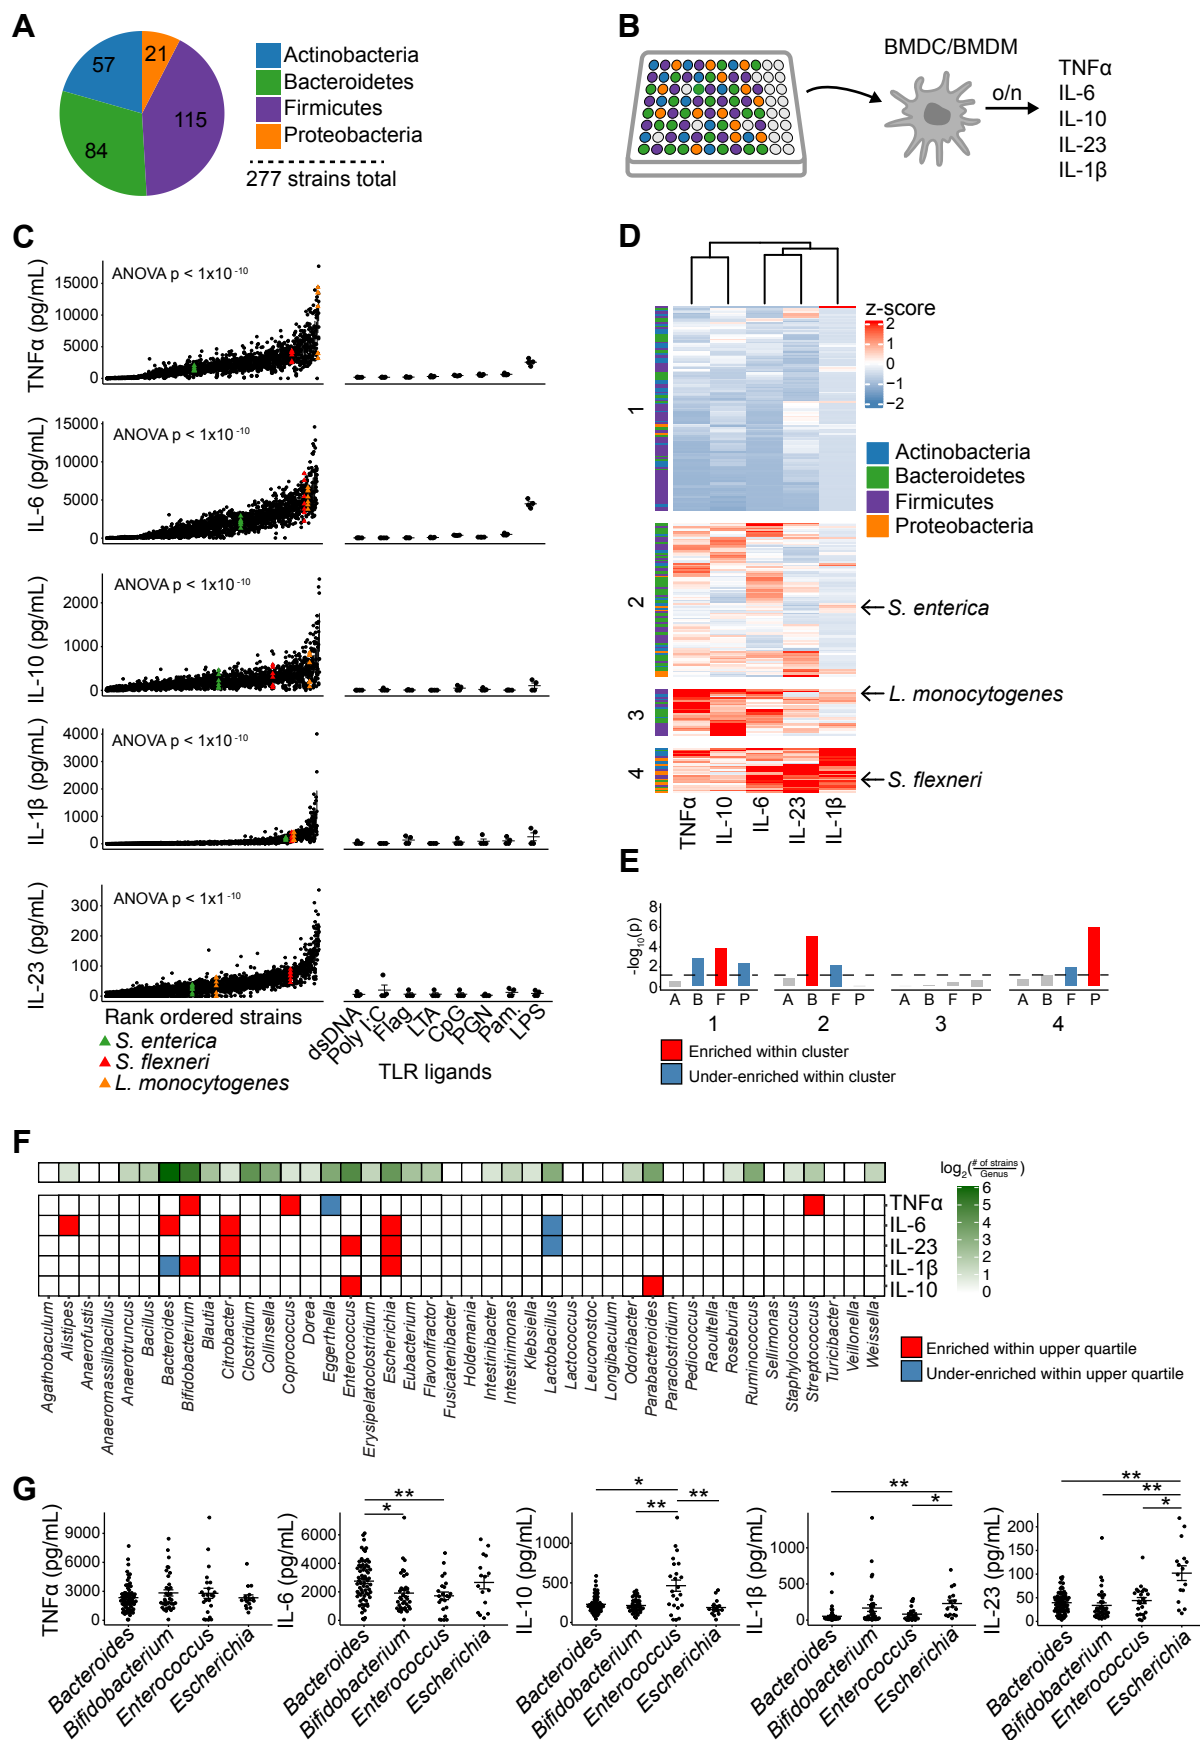 A
57
21
115
84
Actinobacteria
Bacteroidetes
Firmicutes
Proteobacteria
277 strains total
B
BMDC/BMDM
o/n
TNFα
IL-6
IL-10
IL-23
IL-1β
C
TNFα (pg/mL)
15000
10000
5000
0
ANOVA p < 1x10 -10
IL-6 (pg/mL)
15000
10000
5000
0
ANOVA p < 1x10 -10
IL-10 (pg/mL)
2000
1000
0
ANOVA p < 1x10 -10
IL-1β (pg/mL)
4000
3000
2000
1000
0
ANOVA p < 1x10 -10
IL-23 (pg/mL)
300
200
100
0
ANOVA p < 1x1 -10
Rank ordered strains
S. enterica
S. flexneri
L. monocytogenes
dsDNA
Poly I:C
Flag
LTA
CpG
PGN
Pam.
LPS
TLR ligands
D
1
2
3
4
z-score
2
1
0
−1
−2
Actinobacteria
Bacteroidetes
Firmicutes
Proteobacteria
S. enterica
L. monocytogenes
S. flexneri
TNFα
IL-10
IL-6
IL-23
IL-1β
E
-log10(p)
8
6
4
2
0
A B F P
A B F P
A B F P
A B F P
1
2
3
4
Enriched within cluster
Under-enriched within cluster
F
TNFα
IL-6
IL-23
IL-1β
IL-10
log2(# of strains/Genus)
6
5
4
3
2
1
0
Agathobaculum
Alistipes
Anaerofustis
Anaeromassilibacillus
Anaerotruncus
Bacillus
Bacteroides
Bifidobacterium
Blautia
Citrobacter
Clostridium
Collinsella
Coprococcus
Dorea
Eggerthella
Enterococcus
Erysipelatoclostridium
Escherichia
Eubacterium
Flavonifractor
Fusicatenibacter
Holdemania
Intestinibacter
Intestinimonas
Klebsiella
Lactobacillus
Lactococcus
Leuconostoc
Longibaculum
Odoribacter
Parabacteroides
Paraclostridium
Pediococcus
Raoultella
Roseburia
Ruminococcus
Sellimonas
Staphylococcus
Streptococcus
Turicibacter
Veillonella
Weissella
Enriched within upper quartile
Under-enriched within upper quartile
G
TNFα (pg/mL)
9000
6000
3000
0
Bacteroides
Bifidobacterium
Enterococcus
Escherichia
IL-6 (pg/mL)
6000
4000
2000
0
**
*
Bacteroides
Bifidobacterium
Enterococcus
Escherichia
IL-10 (pg/mL)
1000
500
0
*
**
**
Bacteroides
Bifidobacterium
Enterococcus
Escherichia
IL-1β (pg/mL)
1000
500
0
**
*
Bacteroides
Bifidobacterium
Enterococcus
Escherichia
IL-23 (pg/mL)
200
150
100
50
0
**
**
*
Bacteroides
Bifidobacterium
Enterococcus
Escherichia